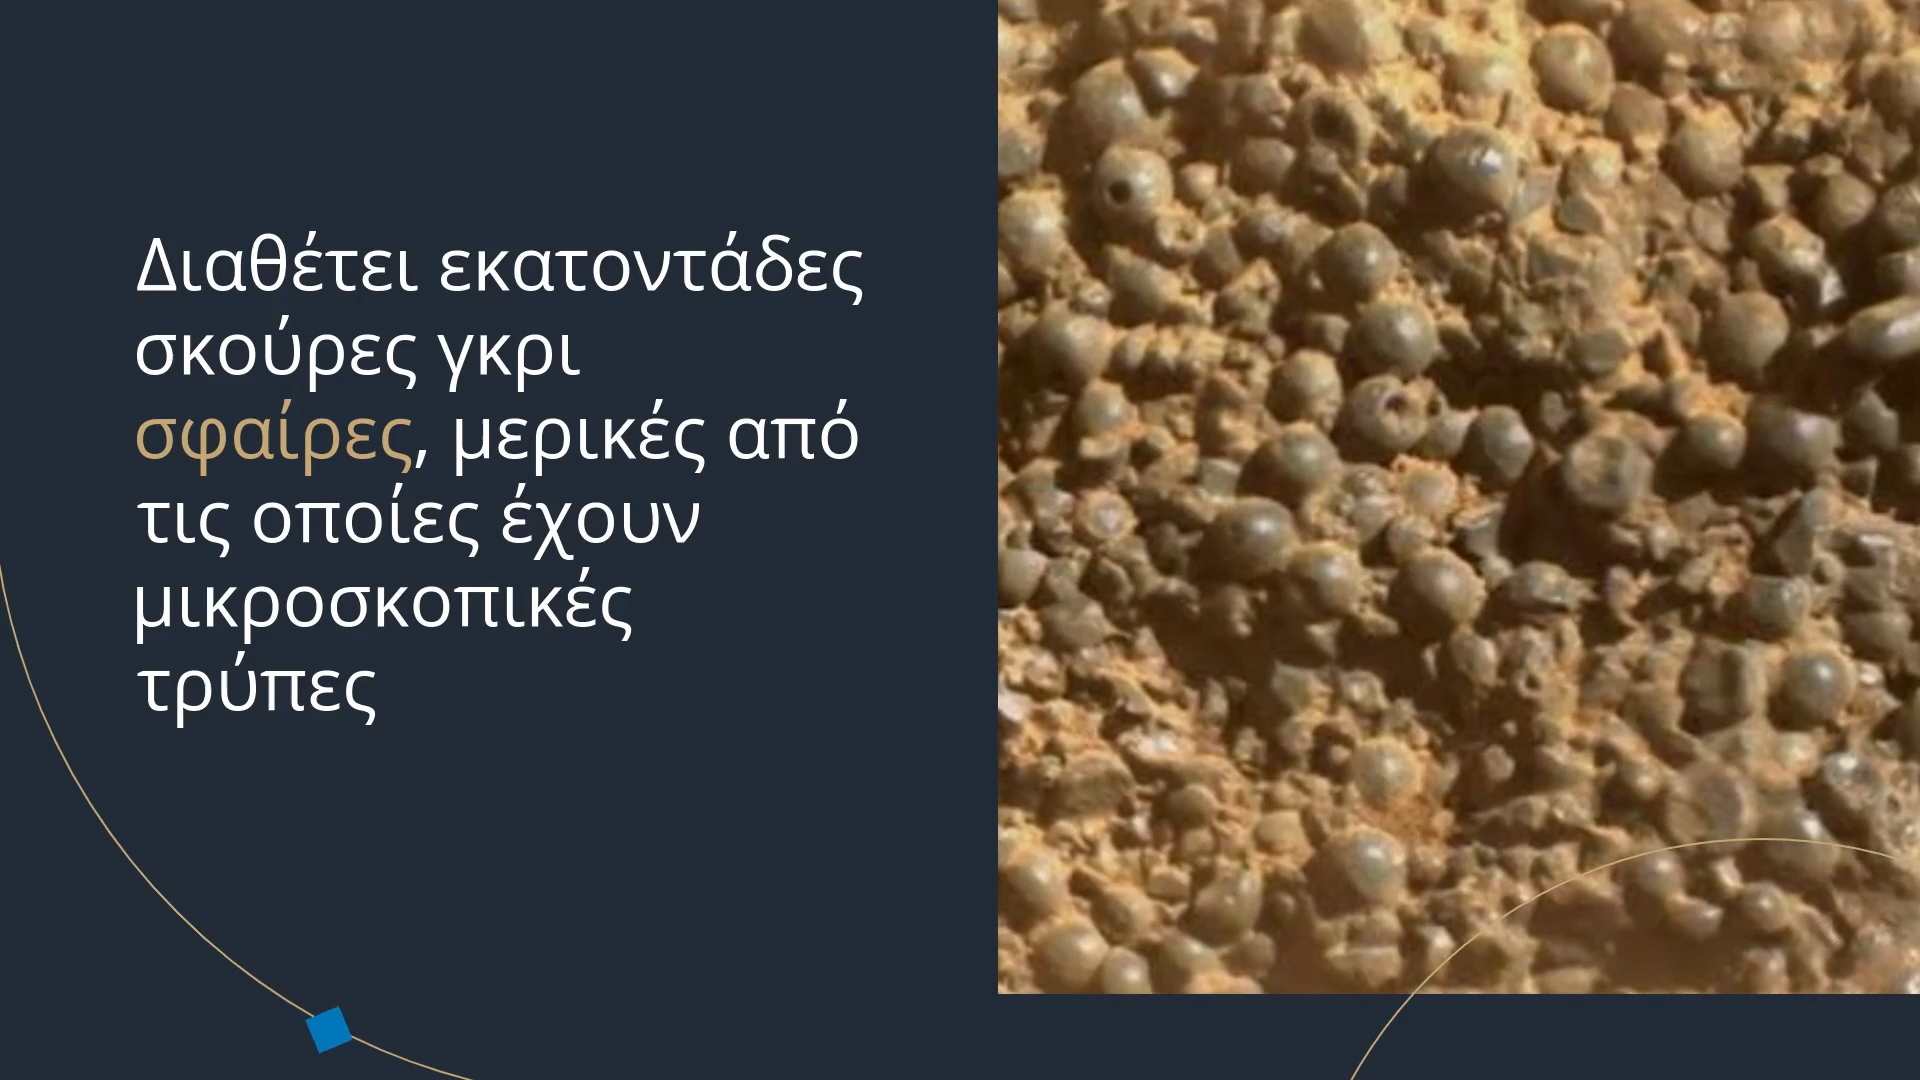 Διαθέτει εκατοντάδες
σκούρες γκρι
σφαίρες, μερικές από
τις οποίες έχουν
μικροσκοπικές
τρύπες